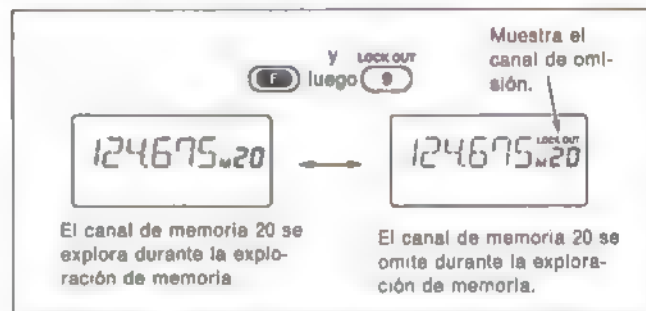 Muestra el
canal de omi-
sión.
y LOCK OUT
F luego 9
124.675 M 20
El canal de memoria 20 se
explora durante la explo-
ración de memoria
LOCK OUT
124.675 M 20
El canal de memoria 20 se
omite durante la explora-
ción de memoria.